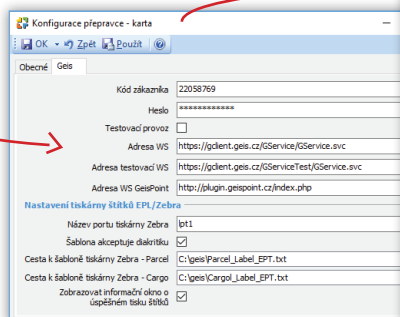 Konfigurace přepravce - karta
OK Zpět Použít
Obecné Geis
Kód zákazníka 22058769
Heslo ************
Testovací provoz
Adresa WS https://gclient.geis.cz/GService/GService.svc
Adresa testovací WS https://gclient.geis.cz/GServiceTest/GService.svc
Adresa WS GeisPoint http://plugin.geispoint.cz/index.php
Nastavení tiskárny štítků EPL/Zebra
Název portu tiskárny Zebra lpt1
Šablona akceptuje diakritiku
Cesta k šabloně tiskárny Zebra - Parcel C:\geis\Parcel_Label_EPT.txt
Cesta k šabloně tiskárny Zebra - Cargo C:\geis\Cargol_Label_EPT.txt
Zobrazovat informační okno o
úspěšném tisku štítků